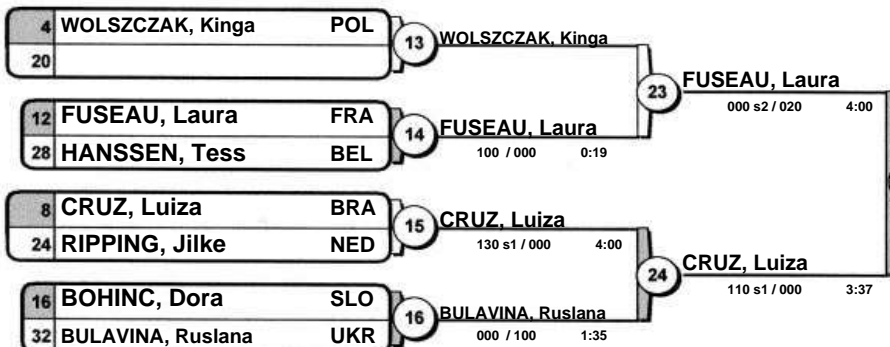 4 WOLSZCZAK, Kinga POL
20
13
WOLSZCZAK, Kinga
12 FUSEAU, Laura FRA
28 HANSSEN, Tess BEL
14
FUSEAU, Laura
100 / 000 0:19
23
FUSEAU, Laura
000 s2 / 020 4:00
8 CRUZ, Luiza BRA
24 RIPPING, Jilke NED
15
CRUZ, Luiza
130 s1 / 000 4:00
16 BOHINC, Dora SLO
32 BULAVINA, Ruslana UKR
16
BULAVINA, Ruslana
000 / 100 1:35
24
CRUZ, Luiza
110 s1 / 000 3:37